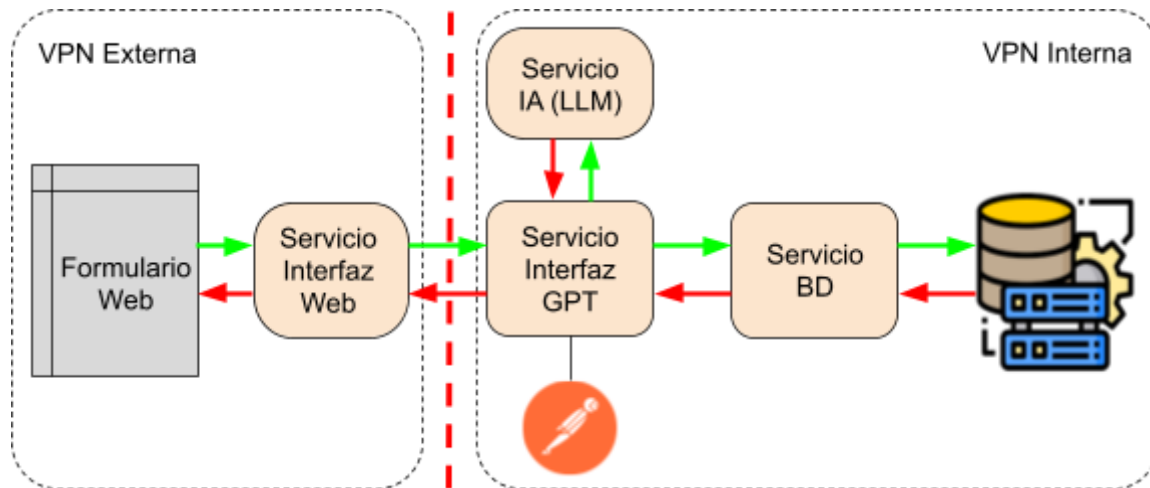 VPN Externa
VPN Interna
Servicio
IA (LLM)
Formulario
Web
Servicio
Interfaz
Web
Servicio
Interfaz
GPT
Servicio
BD